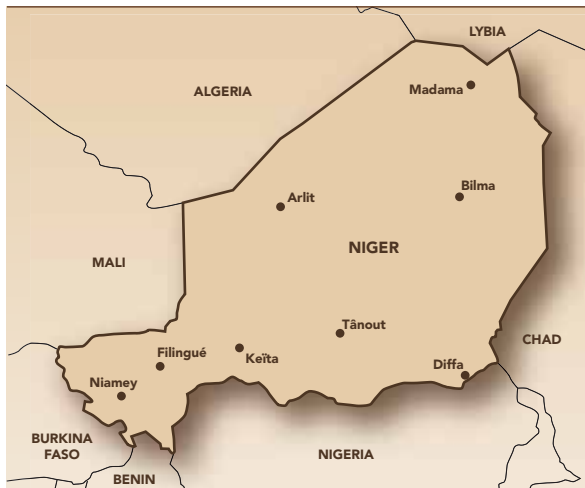 LYBIA
ALGERIA
Madama
Arlit
Bilma
NIGER
MALI
Tânout
CHAD
Filingué
Keïta
Diffa
Niamey
BURKINA
FASO
NIGERIA
BENIN